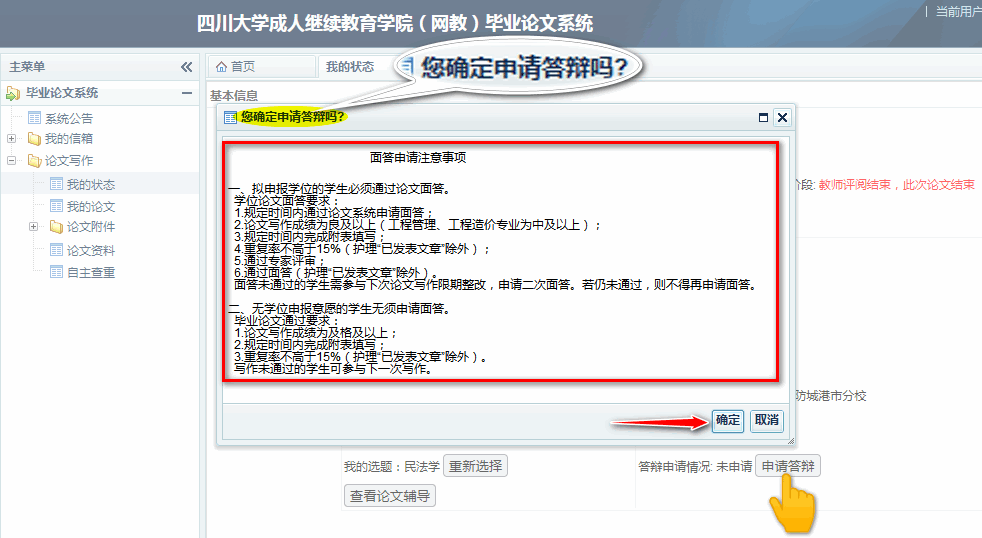 四川大学成人继续教育学院（网教）毕业论文系统
当前用户
主菜单
首页
我的状态
您确定申请答辩吗?
毕业论文系统
系统公告
我的信箱
论文写作
我的状态
我的论文
论文附件
论文资料
自主查重
基本信息
您确定申请答辩吗?
面答申请注意事项
一、拟申报学位的学生必须通过论文面答。
学位论文面答要求：
1.规定时间内通过论文系统申请面答；
2.论文写作成绩为良及以上（工程管理、工程造价专业为中及以上）；
3.规定时间内完成附表填写；
4.重复率不高于15%（护理“已发表文章”除外）；
5.通过专家评审；
6.通过面答（护理“已发表文章”除外）。
面答未通过的学生需参与下次论文写作限期整改，申请二次面答。若仍未通过，则不得再申请面答。
二、无学位申报意愿的学生无须申请面答。
毕业论文通过要求：
1.论文写作成绩为及格及以上；
2.规定时间内完成附表填写；
3.重复率不高于15%（护理“已发表文章”除外）。
写作未通过的学生可参与下一次写作。
确定 取消
阶段: 教师评阅结束，此次论文结束
防城港市分校
我的选题：民法学 重新选择
答辩申请情况: 未申请 申请答辩
查看论文辅导